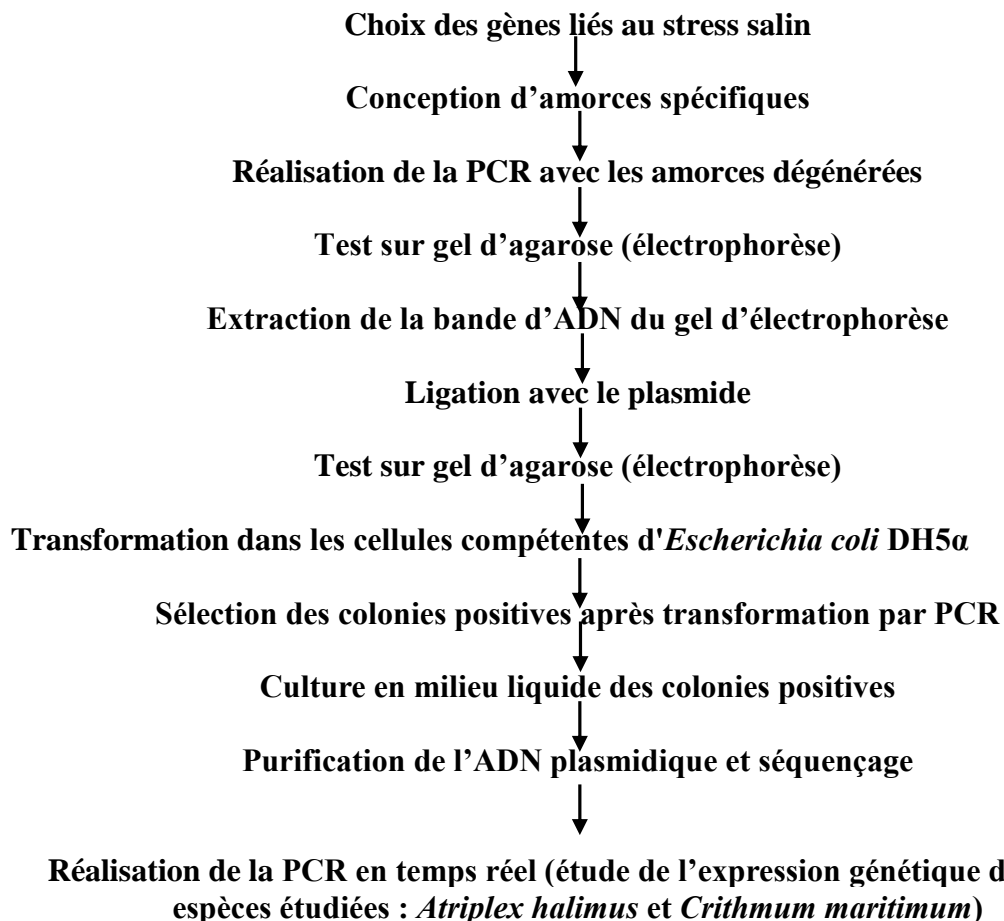 Choix des gènes liés au stress salin
Conception d’amorces spécifiques
Réalisation de la PCR avec les amorces dégénérées
Test sur gel d’agarose (électrophorèse)
Extraction de la bande d’ADN du gel d’électrophorèse
Ligation avec le plasmide
Test sur gel d’agarose (électrophorèse)
Transformation dans les cellules compétentes d'Escherichia coli DH5α
Sélection des colonies positives après transformation par PCR
Culture en milieu liquide des colonies positives
Purification de l’ADN plasmidique et séquençage
Réalisation de la PCR en temps réel (étude de l’expression génétique d
espèces étudiées : Atriplex halimus et Crithmum maritimum)